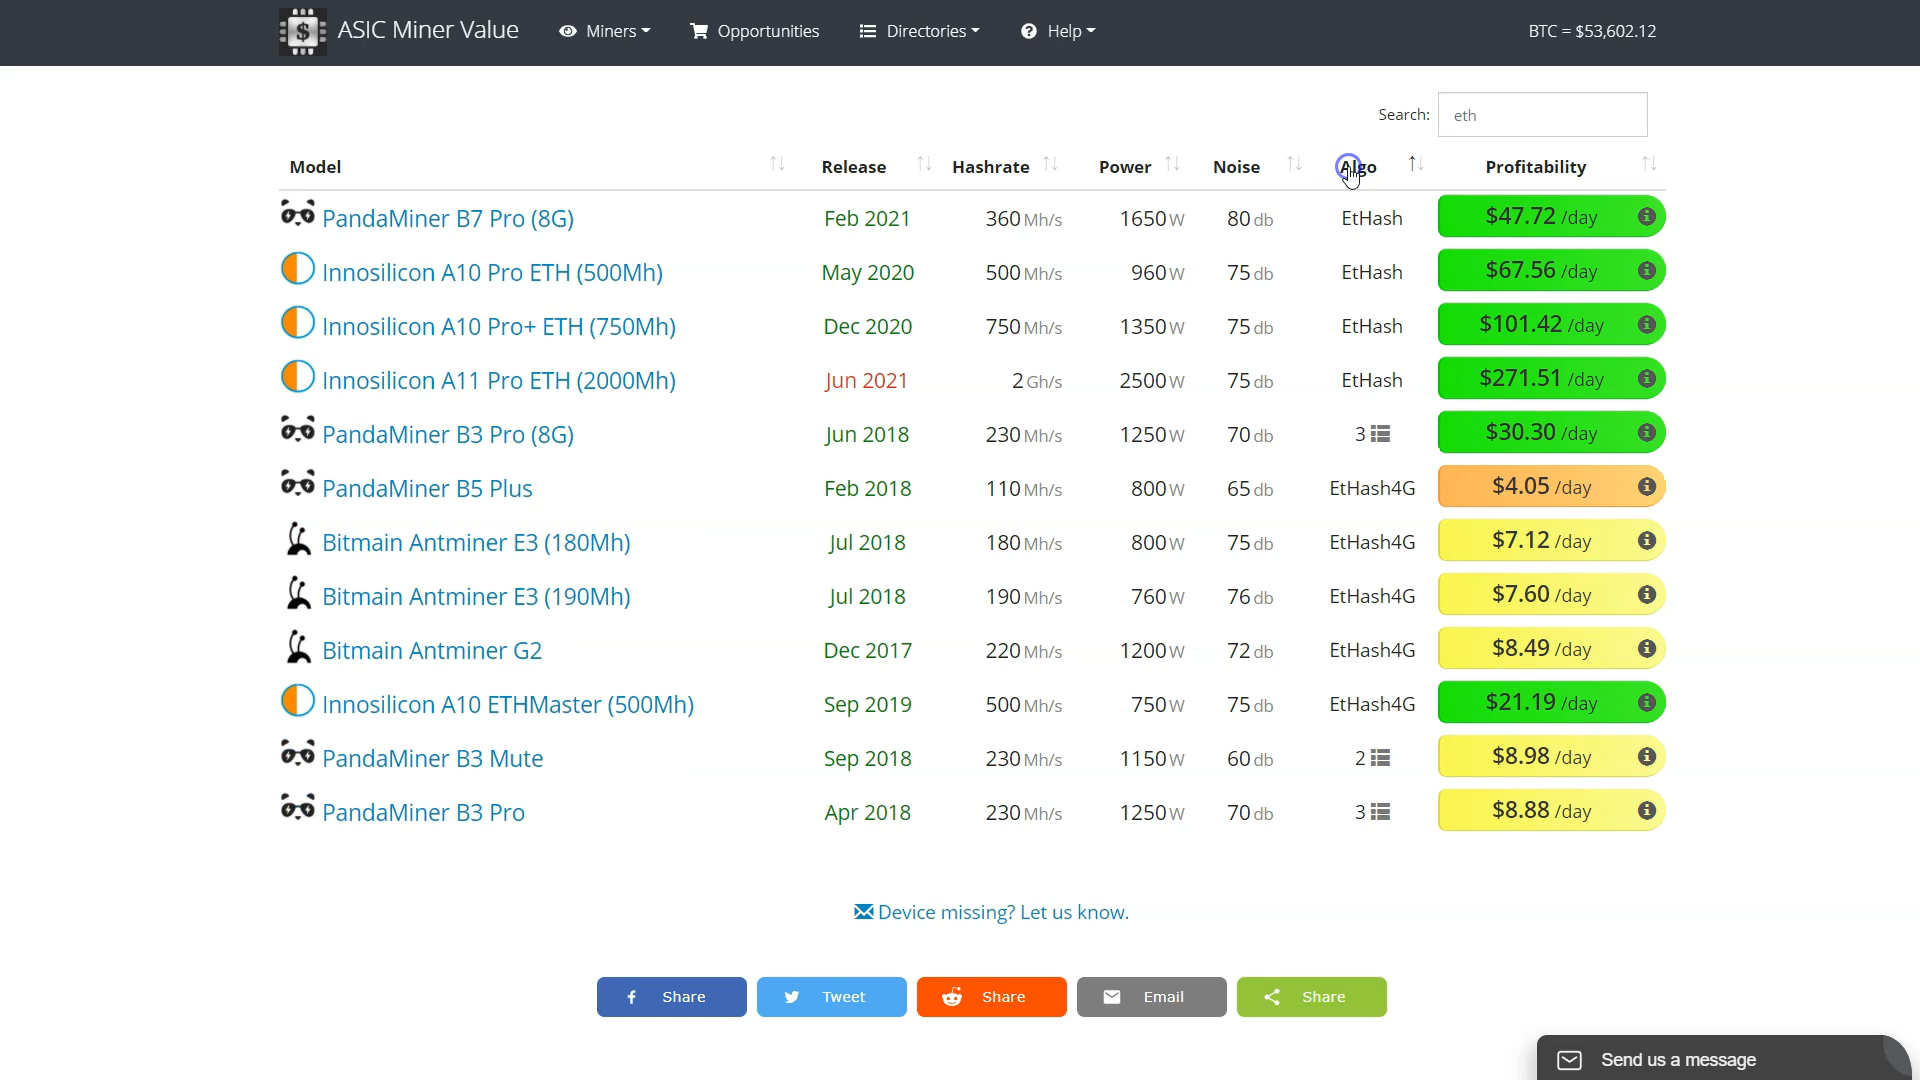 ASIC Miner Value Miners Opportunities Directories Help BTC = $53,602.12
Search: eth
Model Release Hashrate Power Noise Algo Profitability
PandaMiner B7 Pro (8G) Feb 2021 360 Mh/s 1650 W 80 db EtHash $47.72 /day
Innosilicon A10 Pro ETH (500Mh) May 2020 500 Mh/s 960 W 75 db EtHash $67.56 /day
Innosilicon A10 Pro+ ETH (750Mh) Dec 2020 750 Mh/s 1350 W 75 db EtHash $101.42 /day
Innosilicon A11 Pro ETH (2000Mh) Jun 2021 2 Gh/s 2500 W 75 db EtHash $271.51 /day
PandaMiner B3 Pro (8G) Jun 2018 230 Mh/s 1250 W 70 db 3 $30.30 /day
PandaMiner B5 Plus Feb 2018 110 Mh/s 800 W 65 db EtHash4G $4.05 /day
Bitmain Antminer E3 (180Mh) Jul 2018 180 Mh/s 800 W 75 db EtHash4G $7.12 /day
Bitmain Antminer E3 (190Mh) Jul 2018 190 Mh/s 760 W 76 db EtHash4G $7.60 /day
Bitmain Antminer G2 Dec 2017 220 Mh/s 1200 W 72 db EtHash4G $8.49 /day
Innosilicon A10 ETHMaster (500Mh) Sep 2019 500 Mh/s 750 W 75 db EtHash4G $21.19 /day
PandaMiner B3 Mute Sep 2018 230 Mh/s 1150 W 60 db 2 $8.98 /day
PandaMiner B3 Pro Apr 2018 230 Mh/s 1250 W 70 db 3 $8.88 /day
Device missing? Let us know.
Share Tweet Share Email Share
Send us a message